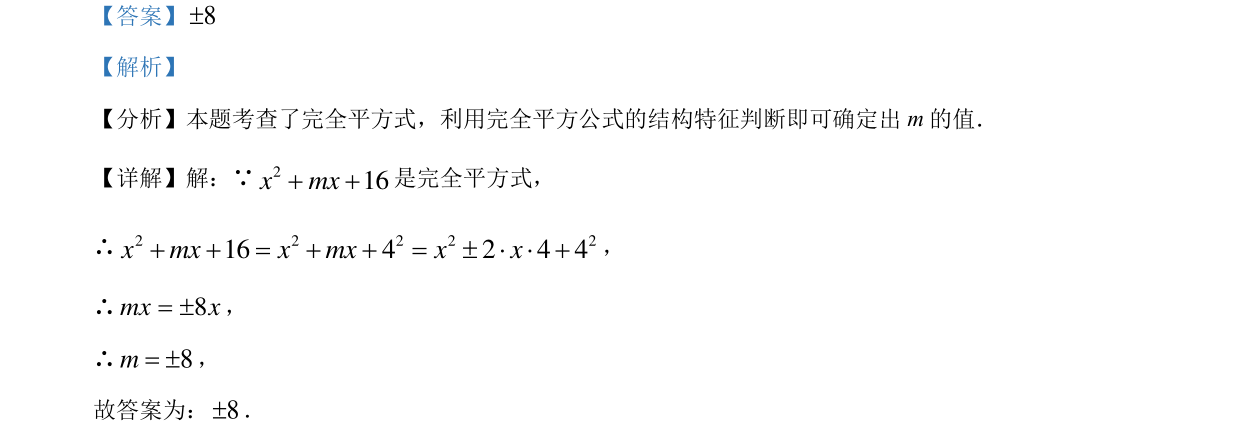 【答案】±8
【解析】
【分析】本题考查了完全平方式，利用完全平方公式的结构特征判断即可确定出 m 的值．
【详解】解：∵ x² + mx + 16 是完全平方式，
∴ x² + mx + 16 = x² + mx + 4² = x² ± 2 · x · 4 + 4²，
∴ mx = ±8x，
∴ m = ±8，
故答案为：±8．